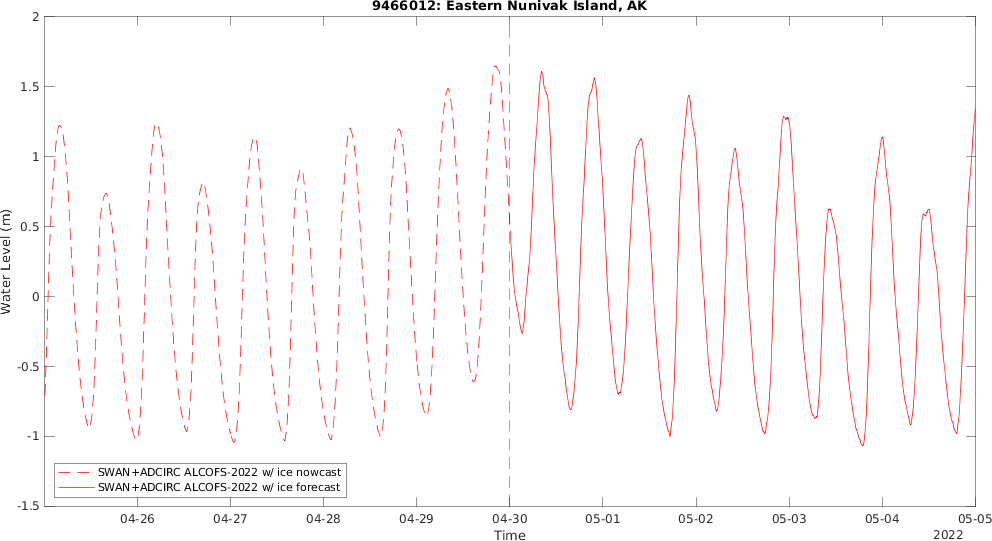 9466012: Eastern Nunivak Island, AK
2
1.5
1
0.5
0
-0.5
-1
-1.5
Water Level (m)
SWAN+ADCIRC ALCOFS-2022 w/ ice nowcast
SWAN+ADCIRC ALCOFS-2022 w/ ice forecast
04-26 04-27 04-28 04-29 04-30 05-01 05-02 05-03 05-04 05-05
Time
2022